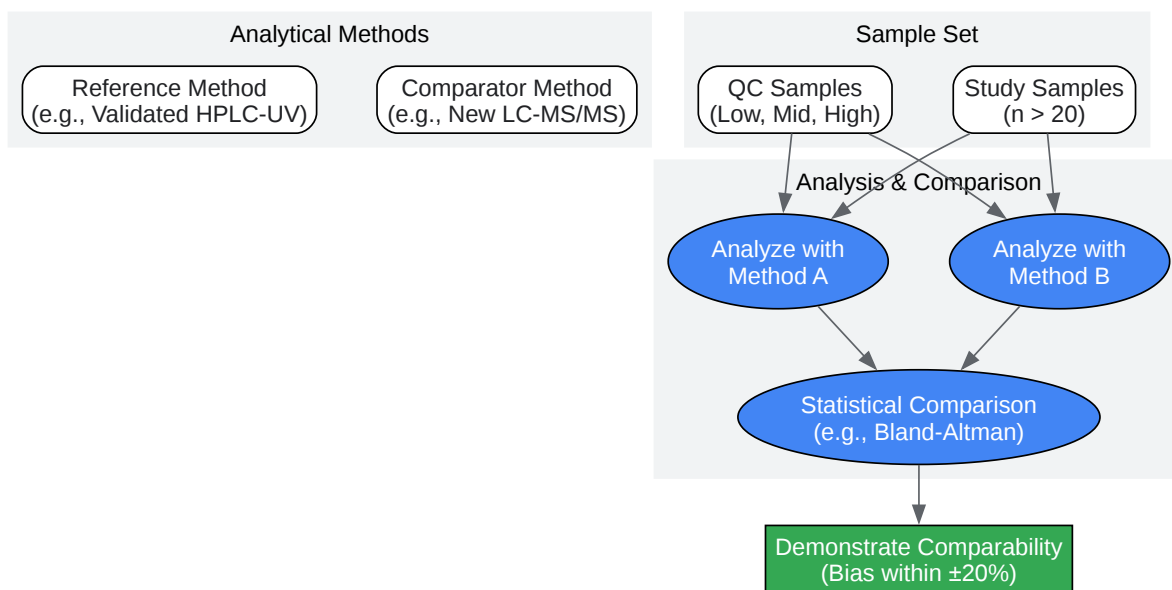 Analytical Methods
Reference Method
(e.g., Validated HPLC-UV)
Comparator Method
(e.g., New LC-MS/MS)
Sample Set
QC Samples
(Low, Mid, High)
Study Samples
(n > 20)
Analysis & Comparison
Analyze with
Method A
Analyze with
Method B
Statistical Comparison
(e.g., Bland-Altman)
Demonstrate Comparability
(Bias within ±20%)